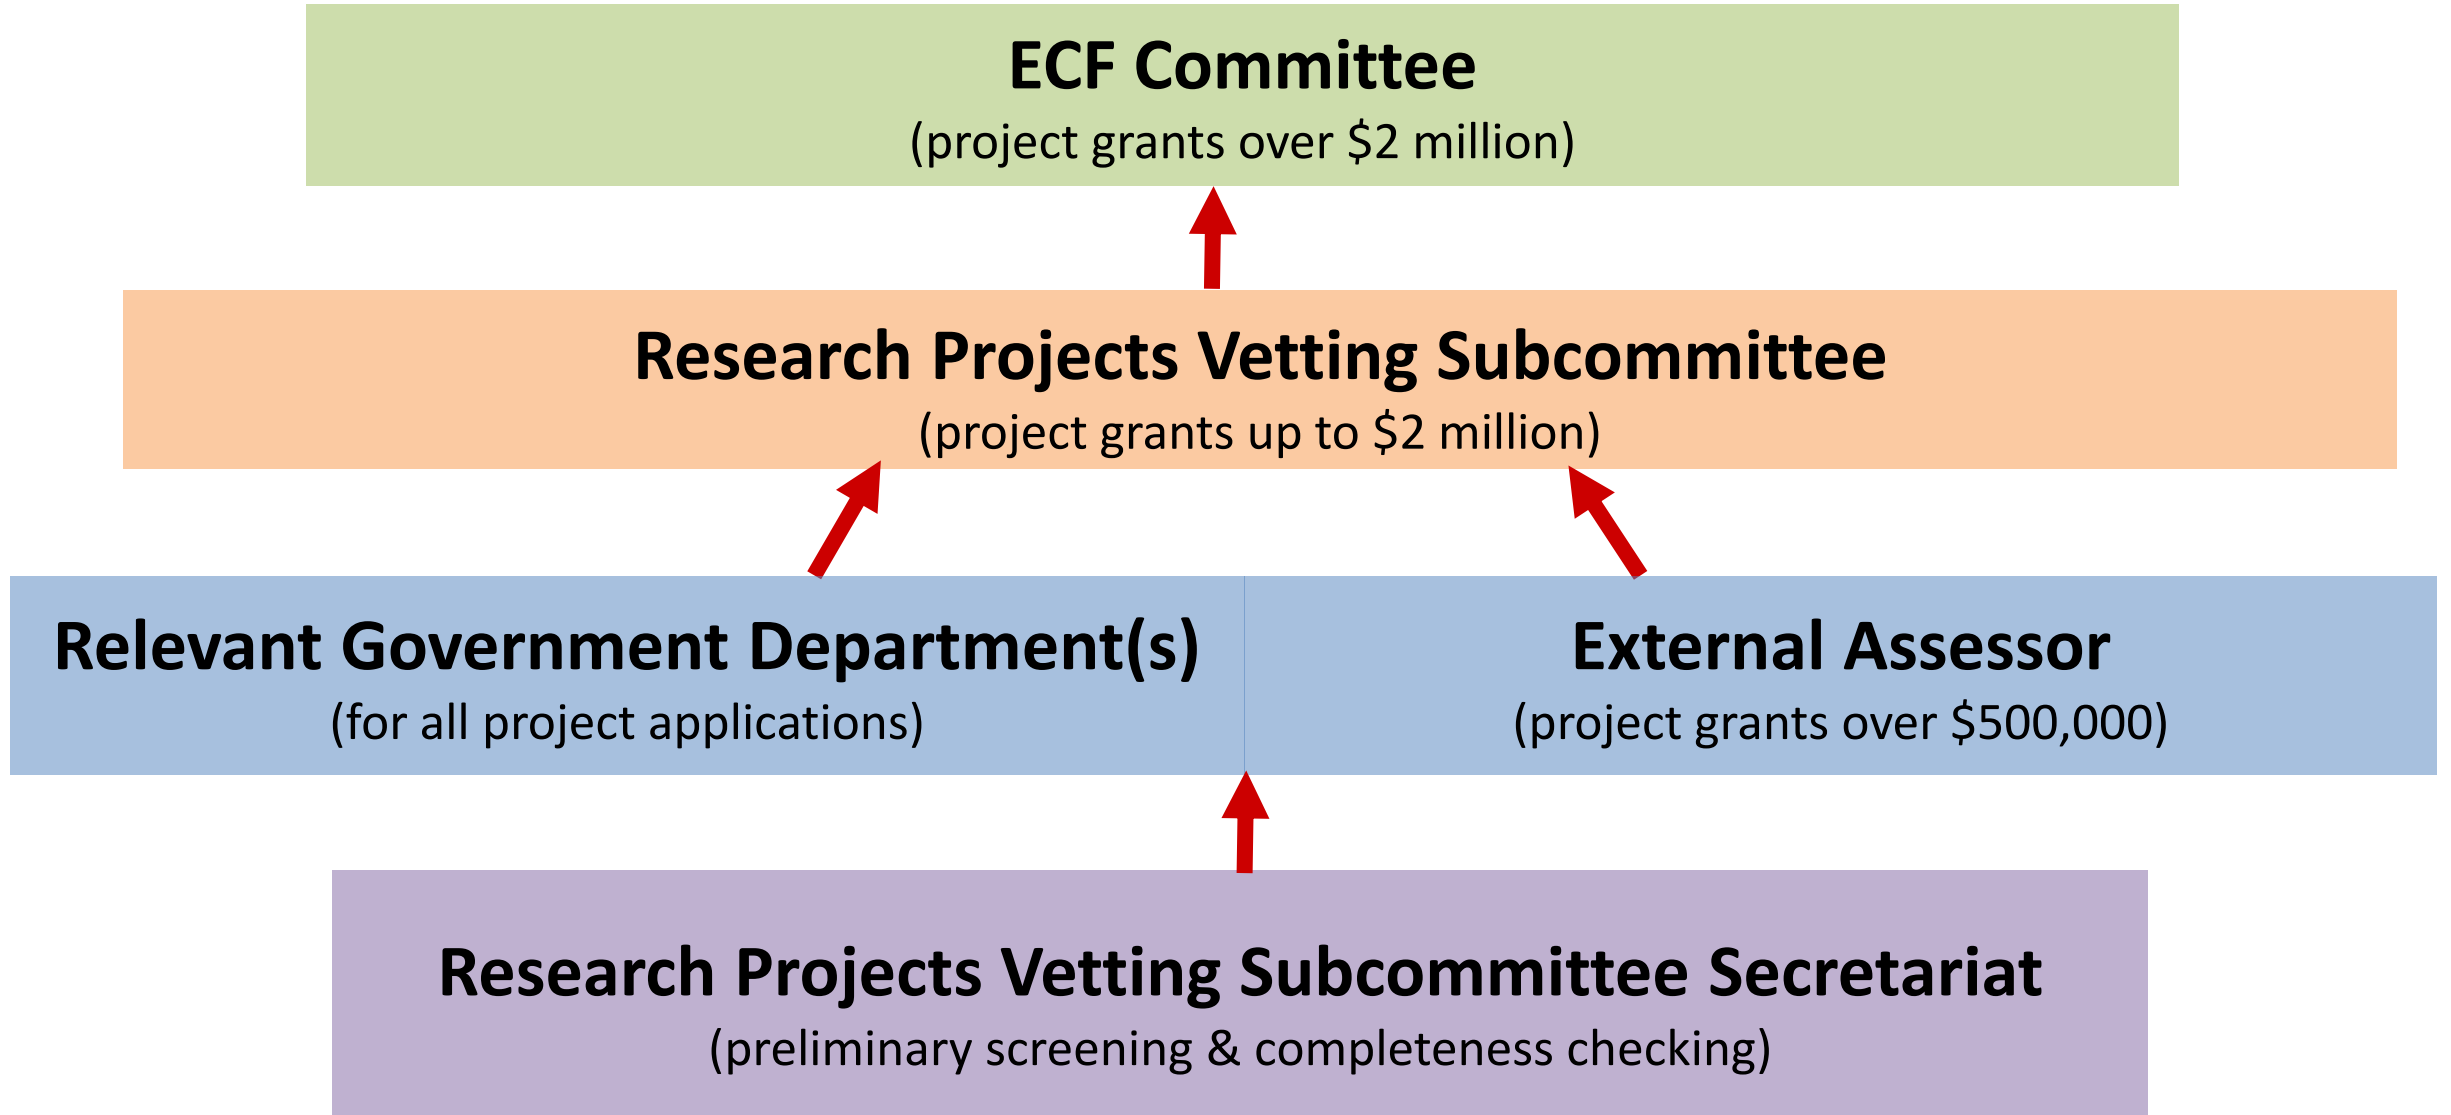 ECF Committee
(project grants over $2 million)
Research Projects Vetting Subcommittee
(project grants up to $2 million)
Relevant Government Department(s)
(for all project applications)
External Assessor
(project grants over $500,000)
Research Projects Vetting Subcommittee Secretariat
(preliminary screening & completeness checking)